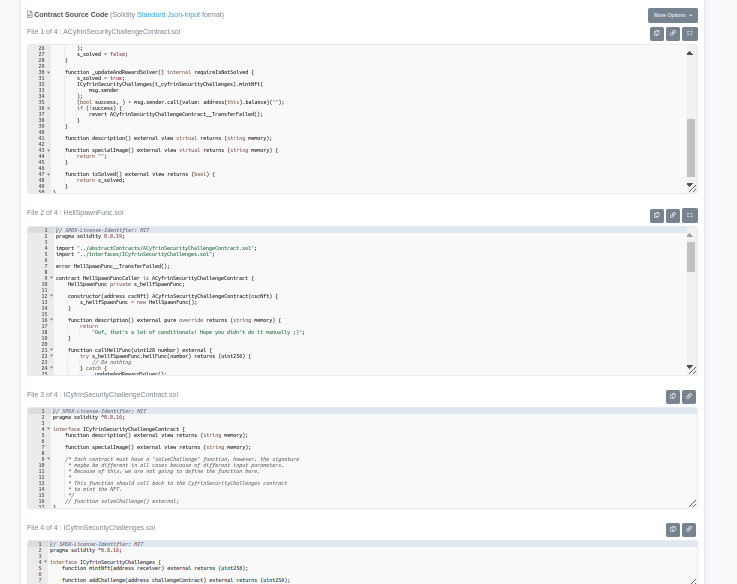 Contract Source Code (Solidity Standard Json-Input format)
More Options
File 1 of 4 : ACyfrinSecurityChallengeContract.sol
26 );
27 s_solved = false;
28 }
29
30 function _updateAndRewardSolver() internal requireIsNotSolved {
31 s_solved = true;
32 ICyfrinSecurityChallenges(i_cyfrinSecurityChallenges).mintNft(
33 msg.sender
34 );
35 (bool success, ) = msg.sender.call{value: address(this).balance}("");
36 if (!success) {
37 revert ACyfrinSecurityChallengeContract__TransferFailed();
38 }
39 }
40
41 function description() external view virtual returns (string memory);
42
43 function specialImage() external view virtual returns (string memory) {
44 return "";
45 }
46
47 function isSolved() external view returns (bool) {
48 return s_solved;
49 }
50 }
File 2 of 4 : HellSpawnFunc.sol
1 // SPDX-License-Identifier: MIT
2 pragma solidity 0.8.19;
3
4 import "../abstractContracts/ACyfrinSecurityChallengeContract.sol";
5 import "../interfaces/ICyfrinSecurityChallenges.sol";
6
7 error HellSpawnFunc__TransferFailed();
8
9 contract HellSpawnFuncCaller is ACyfrinSecurityChallengeContract {
10 HellSpawnFunc private s_hellfSpawnFunc;
11
12 constructor(address cscNft) ACyfrinSecurityChallengeContract(cscNft) {
13 s_hellfSpawnFunc = new HellSpawnFunc();
14 }
15
16 function description() external pure override returns (string memory) {
17 return
18 "Oof, that's a lot of conditionals! Hope you didn't do it manually ;)";
19 }
20
21 function callHellFunc(uint128 number) external {
22 try s_hellfSpawnFunc.hellFunc(number) returns (uint256) {
23 // Do nothing
24 } catch {
25 _updateAndRewardSolver();
File 3 of 4 : ICyfrinSecurityChallengeContract.sol
1 // SPDX-License-Identifier: MIT
2 pragma solidity ^0.8.16;
3
4 interface ICyfrinSecurityChallengeContract {
5 function description() external view returns (string memory);
6
7 function specialImage() external view returns (string memory);
8
9 /* Each contract must have a "solveChallenge" function, however, the signature
10 * maybe be different in all cases because of different input parameters.
11 * Because of this, we are not going to define the function here.
12 *
13 * This function should call back to the CyfrinSecurityChallenges contract
14 * to mint the NFT.
15 */
16 // function solveChallenge() external;
17 }
File 4 of 4 : ICyfrinSecurityChallenges.sol
1 // SPDX-License-Identifier: MIT
2 pragma solidity ^0.8.16;
3
4 interface ICyfrinSecurityChallenges {
5 function mintNft(address receiver) external returns (uint256);
6
7 function addChallenge(address challengeContract) external returns (uint256);